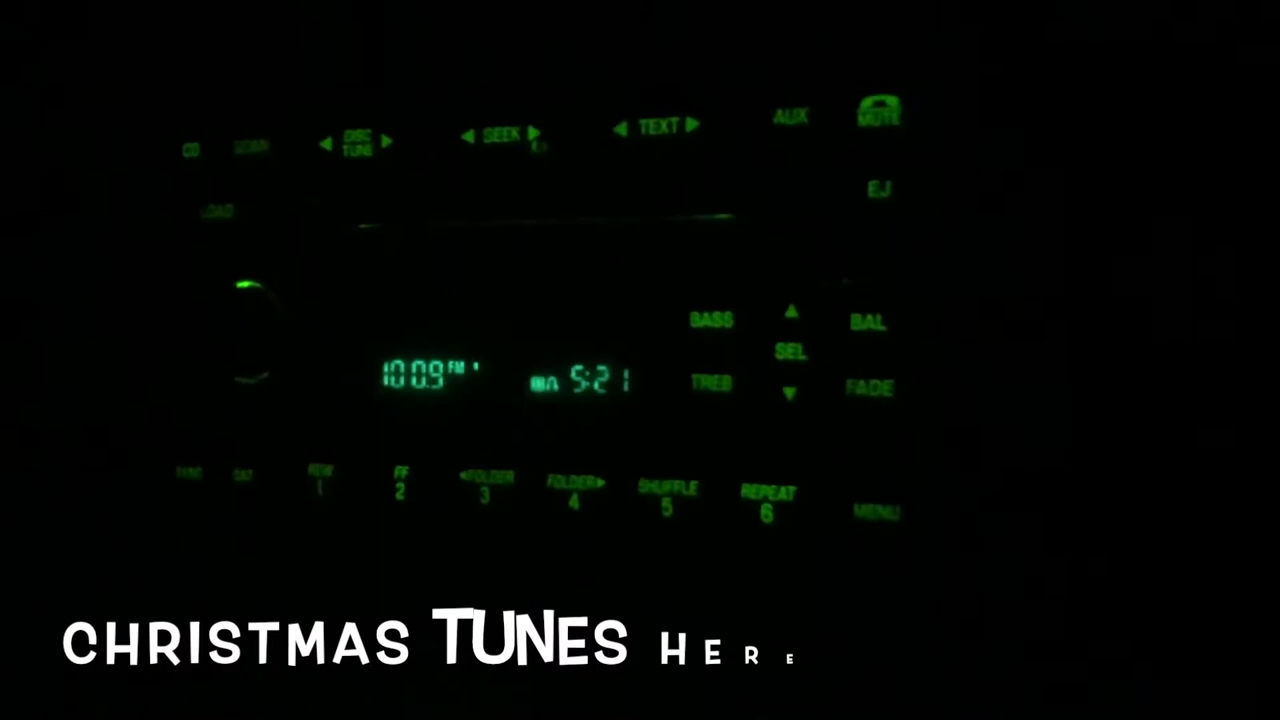 CD
DISC
TUNE
SEEK
TEXT
AUX
MUTE
LOAD
EJ
BASS
SEL
BAL
100.9 FM
5:21
TREB
FADE
SAT
REW
1
FF
2
FOLDER
3
FOLDER
4
SHUFFLE
5
REPEAT
6
MENU
CHRISTMAS TUNES HERE